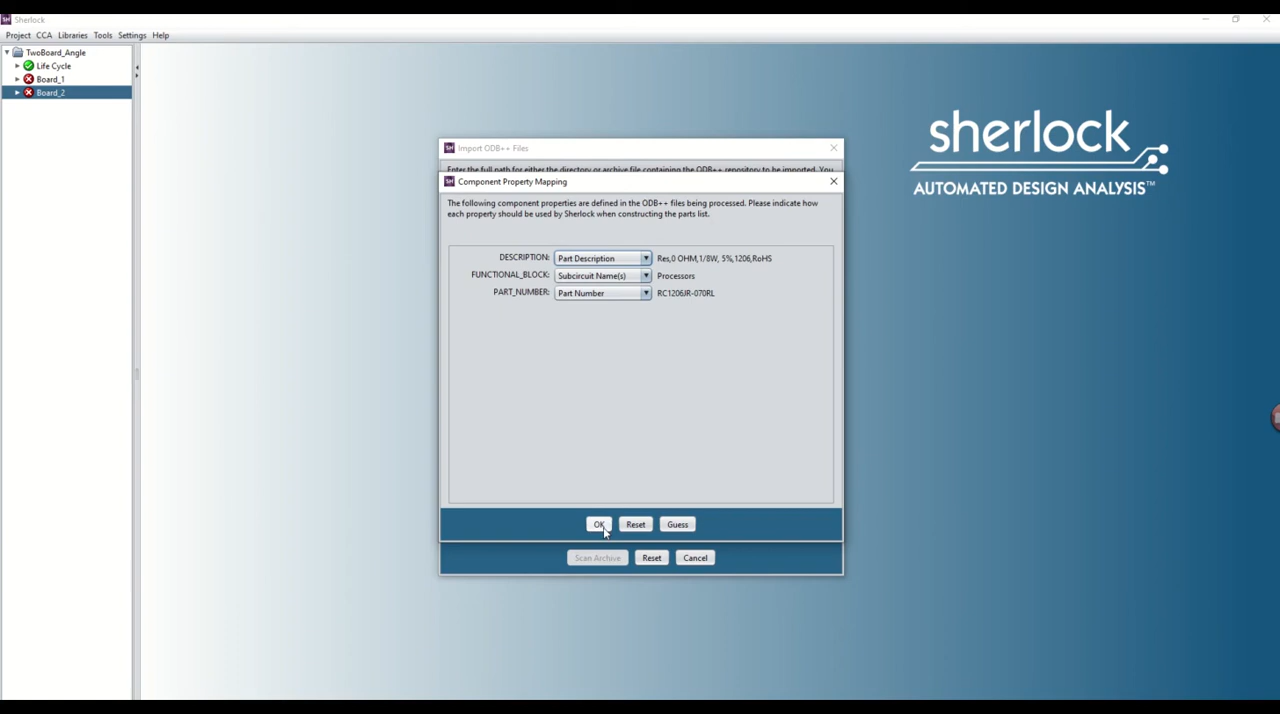 SH Sherlock
Project CCA Libraries Tools Settings Help
TwoBoard_Angle
Life Cycle
Board_1
Board_2
sherlock
AUTOMATED DESIGN ANALYSIS™
SH Import ODB++ Files
Enter the full path for either the directory or archive file containing the ODB++ repository to be imported. You
SH Component Property Mapping
The following component properties are defined in the ODB++ files being processed. Please indicate how
each property should be used by Sherlock when constructing the parts list.
DESCRIPTION: Part Description Res,0 OHM,1/8W, 5%,1206,RoHS
FUNCTIONAL_BLOCK: Subcircuit Name(s) Processors
PART_NUMBER: Part Number RC1206JR-070RL
OK Reset Guess
Scan Archive Reset Cancel